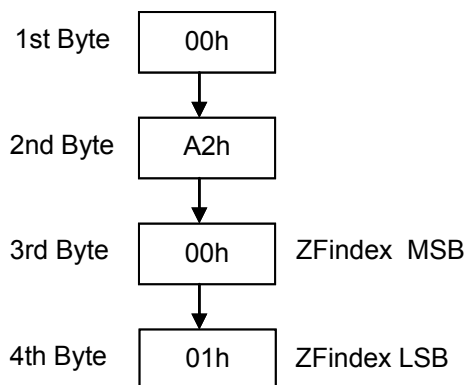 1st Byte 00h
2nd Byte A2h
3rd Byte 00h ZFindex MSB
4th Byte 01h ZFindex LSB